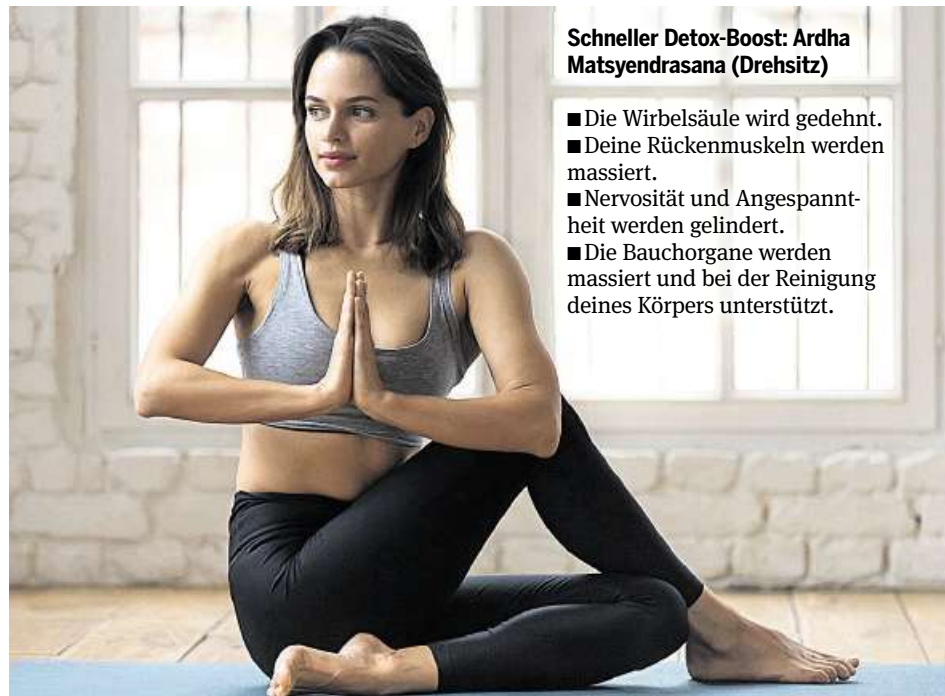 Schneller Detox-Boost: Ardha
Matsyendrasana (Drehsitz)
■ Die Wirbelsäule wird gedehnt.
■ Deine Rückenmuskeln werden
massiert.
■ Nervosität und Angespannt-
heit werden gelindert.
■ Die Bauchorgane werden
massiert und bei der Reinigung
deines Körpers unterstützt.